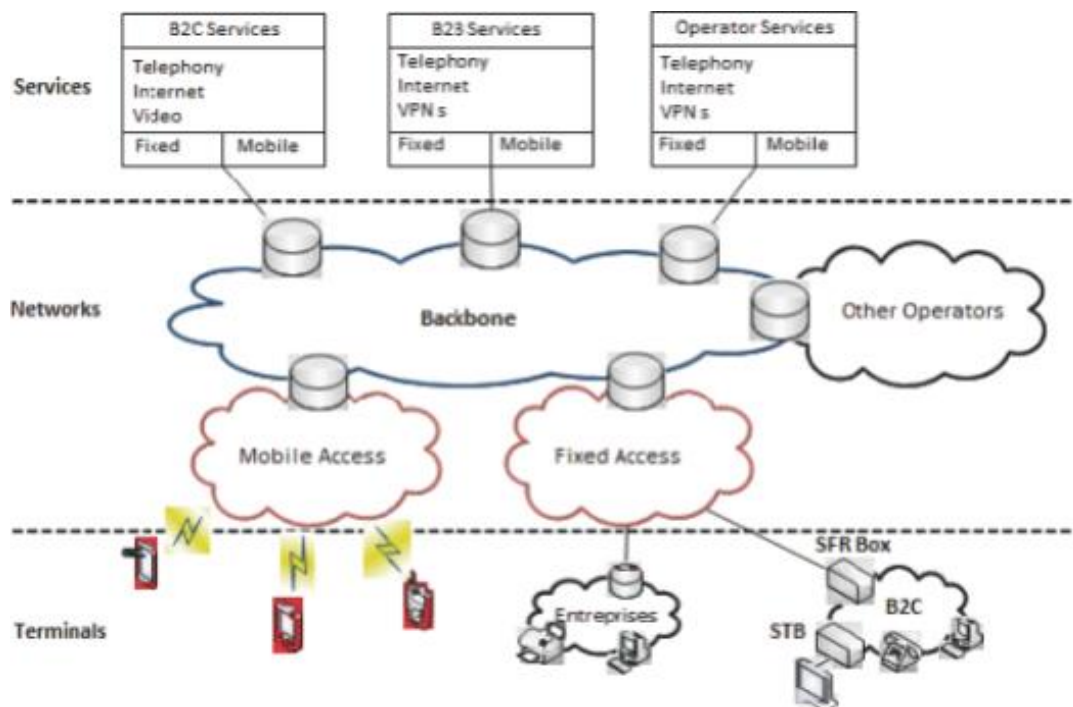 B2C Services
Telephony
Internet
Video
Fixed
Mobile
B2B Services
Telephony
Internet
VPN s
Fixed
Mobile
Operator Services
Telephony
Internet
VPN s
Fixed
Mobile
Services
Networks
Backbone
Other Operators
Mobile Access
Fixed Access
Terminals
Entreprises
SFR Box
B2C
STB